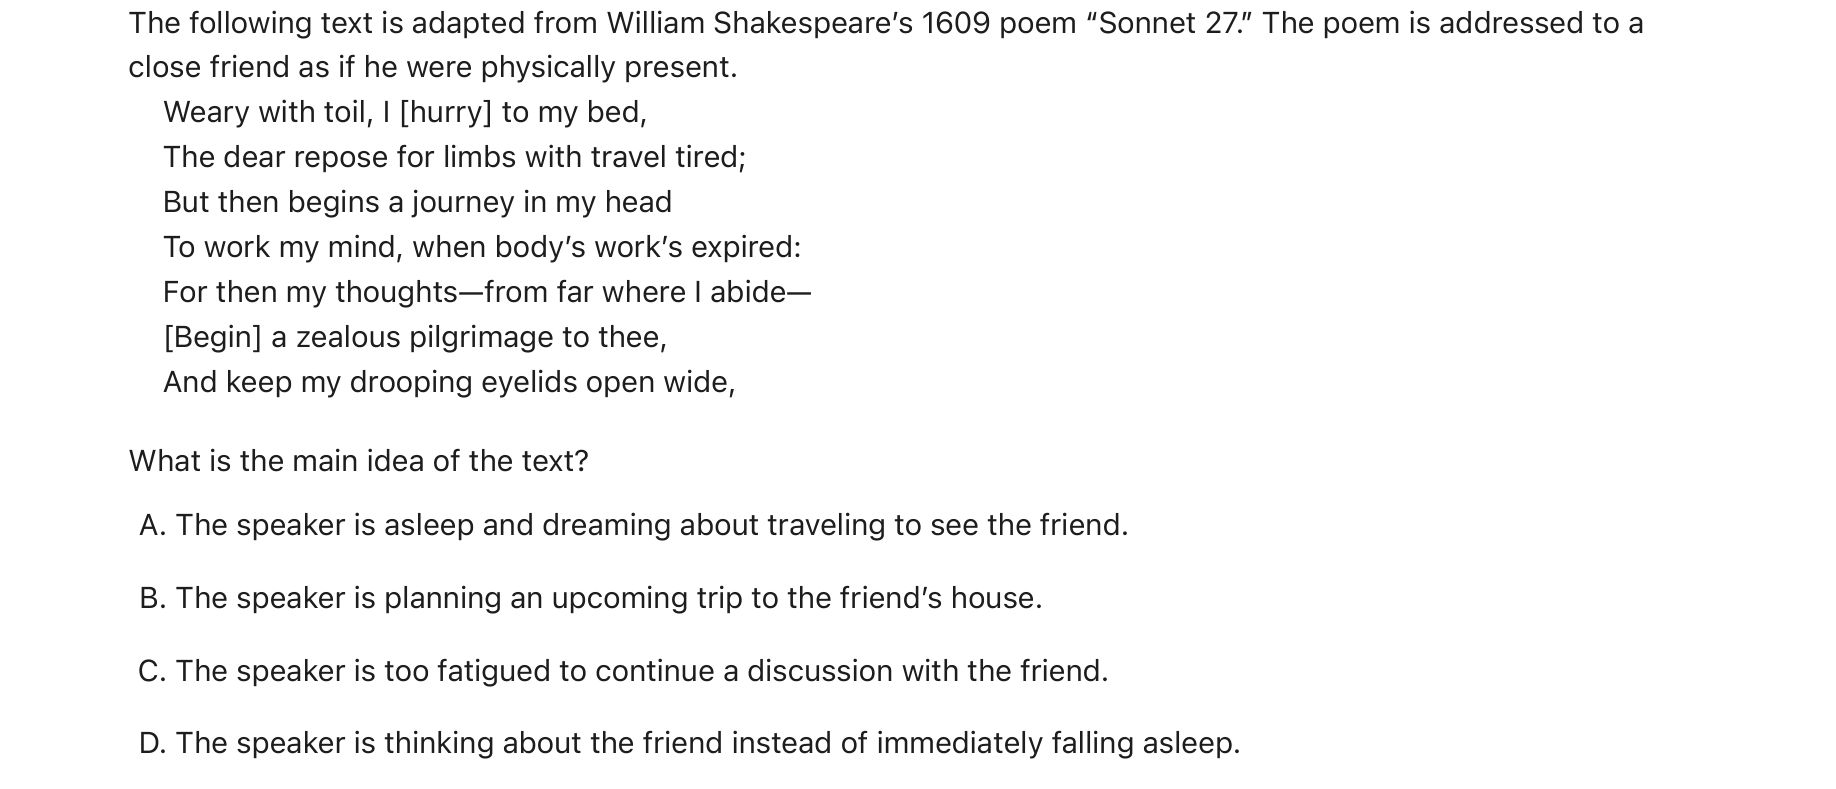 The following text is adapted from William Shakespeare’s 1609 poem “Sonnet 27.” The poem is addressed to a
close friend as if he were physically present.
Weary with toil, I [hurry] to my bed,
The dear repose for limbs with travel tired;
But then begins a journey in my head
To work my mind, when body’s work’s expired:
For then my thoughts—from far where I abide—
[Begin] a zealous pilgrimage to thee,
And keep my drooping eyelids open wide,
What is the main idea of the text?
A. The speaker is asleep and dreaming about traveling to see the friend.
B. The speaker is planning an upcoming trip to the friend’s house.
C. The speaker is too fatigued to continue a discussion with the friend.
D. The speaker is thinking about the friend instead of immediately falling asleep.